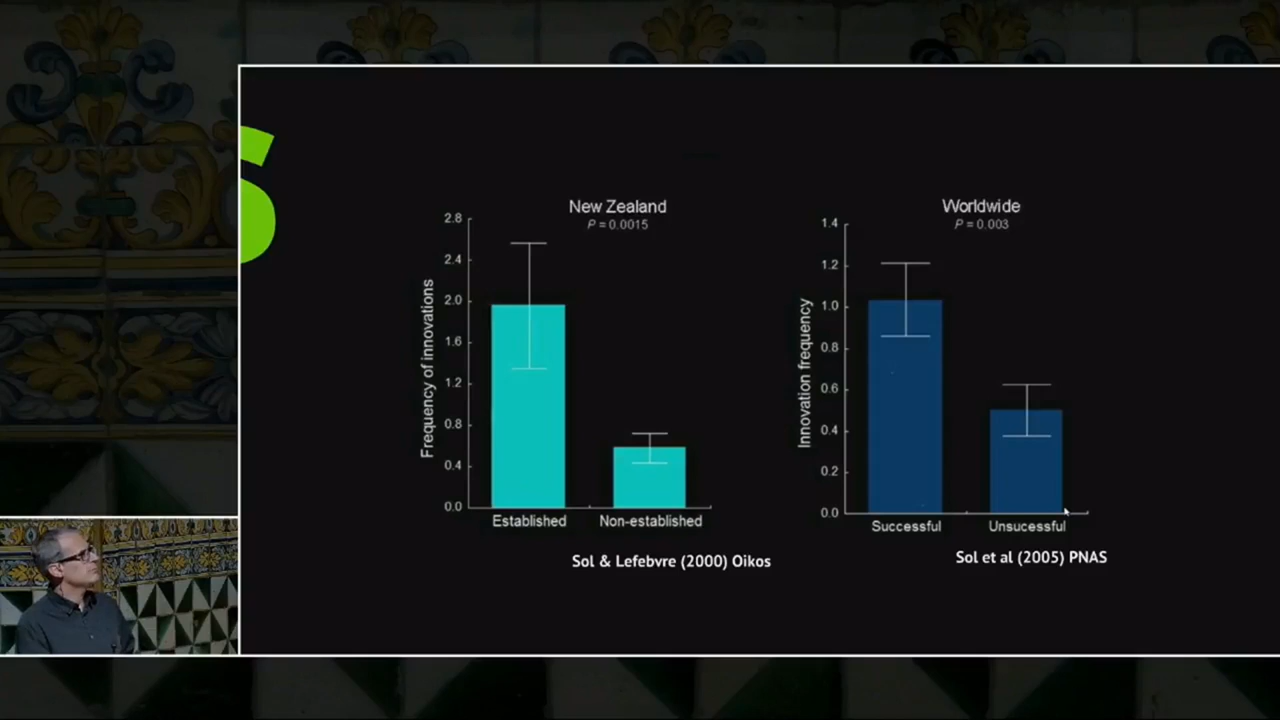 S
New Zealand
P = 0.0015
2.8
2.4
2.0
1.6
1.2
0.8
0.4
0.0
Frequency of innovations
Established
Non-established
Sol & Lefebvre (2000) Oikos
Worldwide
P = 0.003
1.4
1.2
1.0
0.8
0.6
0.4
0.2
0.0
Innovation frequency
Successful
Unsucessful
Sol et al (2005) PNAS